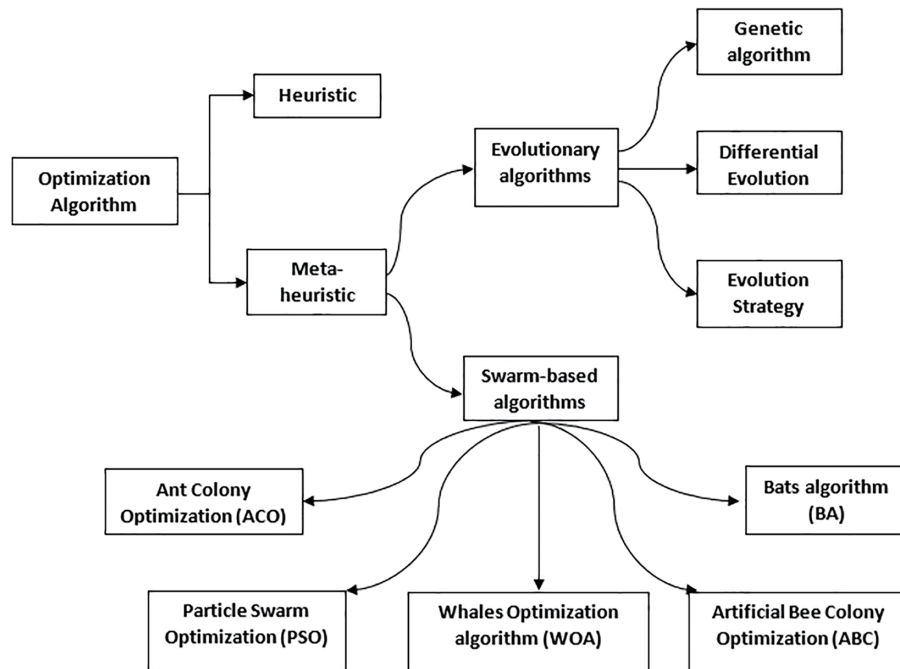 Genetic
algorithm
Heuristic
Evolutionary
algorithms
Differential
Evolution
Optimization
Algorithm
Meta-
heuristic
Evolution
Strategy
Swarm-based
algorithms
Ant Colony
Optimization (ACO)
Bats algorithm
(BA)
Particle Swarm
Optimization (PSO)
Whales Optimization
algorithm (WOA)
Artificial Bee Colony
Optimization (ABC)